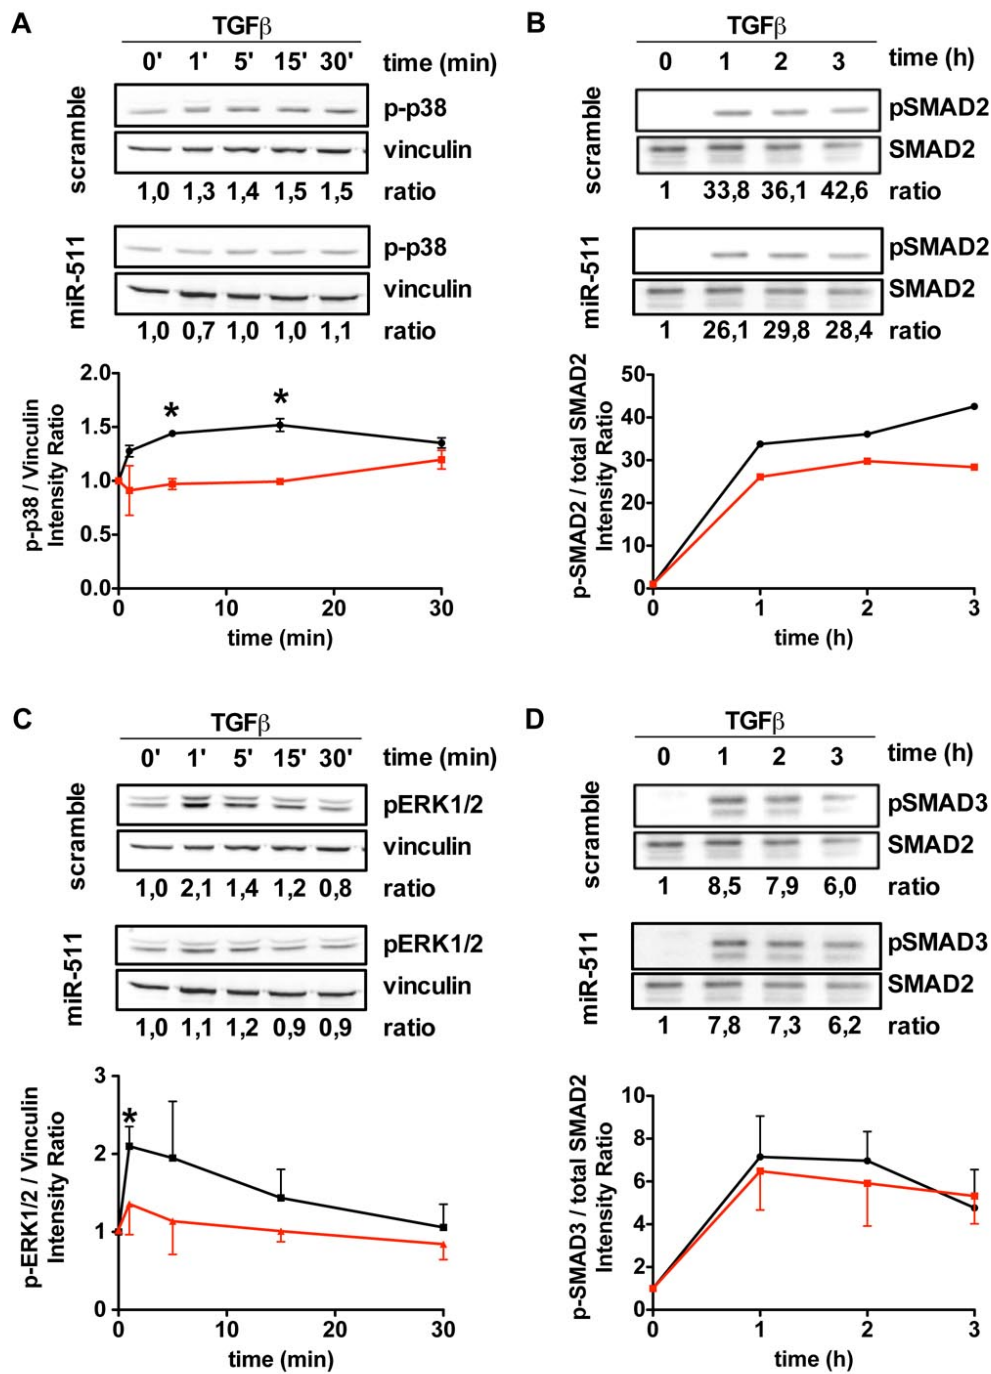 A
TGFβ
0' 1' 5' 15' 30' time (min)
scramble
p-p38
vinculin
1,0 1,3 1,4 1,5 1,5 ratio
miR-511
p-p38
vinculin
1,0 0,7 1,0 1,0 1,1 ratio
p-p38 / Vinculin
Intensity Ratio
2.0
*
*
1.5
1.0
0.5
0.0
0 10 20 30
time (min)
B
TGFβ
0 1 2 3 time (h)
scramble
pSMAD2
SMAD2
1 33,8 36,1 42,6 ratio
miR-511
pSMAD2
SMAD2
1 26,1 29,8 28,4 ratio
p-SMAD2 / total SMAD2
Intensity Ratio
50
40
30
20
10
0
0 1 2 3
time (h)
C
TGFβ
0' 1' 5' 15' 30' time (min)
scramble
pERK1/2
vinculin
1,0 2,1 1,4 1,2 0,8 ratio
miR-511
pERK1/2
vinculin
1,0 1,1 1,2 0,9 0,9 ratio
p-ERK1/2 / Vinculin
Intensity Ratio
3
*
2
1
0
0 10 20 30
time (min)
D
TGFβ
0 1 2 3 time (h)
scramble
pSMAD3
SMAD2
1 8,5 7,9 6,0 ratio
miR-511
pSMAD3
SMAD2
1 7,8 7,3 6,2 ratio
p-SMAD3 / total SMAD2
Intensity Ratio
10
8
6
4
2
0
0 1 2 3
time (h)